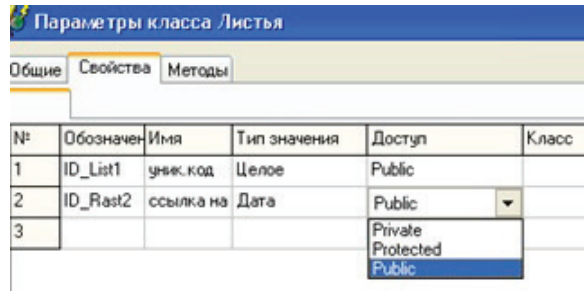 Параметры класса Листья
Общие Свойства Методы
№ Обозначен Имя Тип значения Доступ Класс
1 ID_List1 уник.код Целое Public
2 ID_Rast2 ссылка на Дата Public
3 Private
Protected
Public